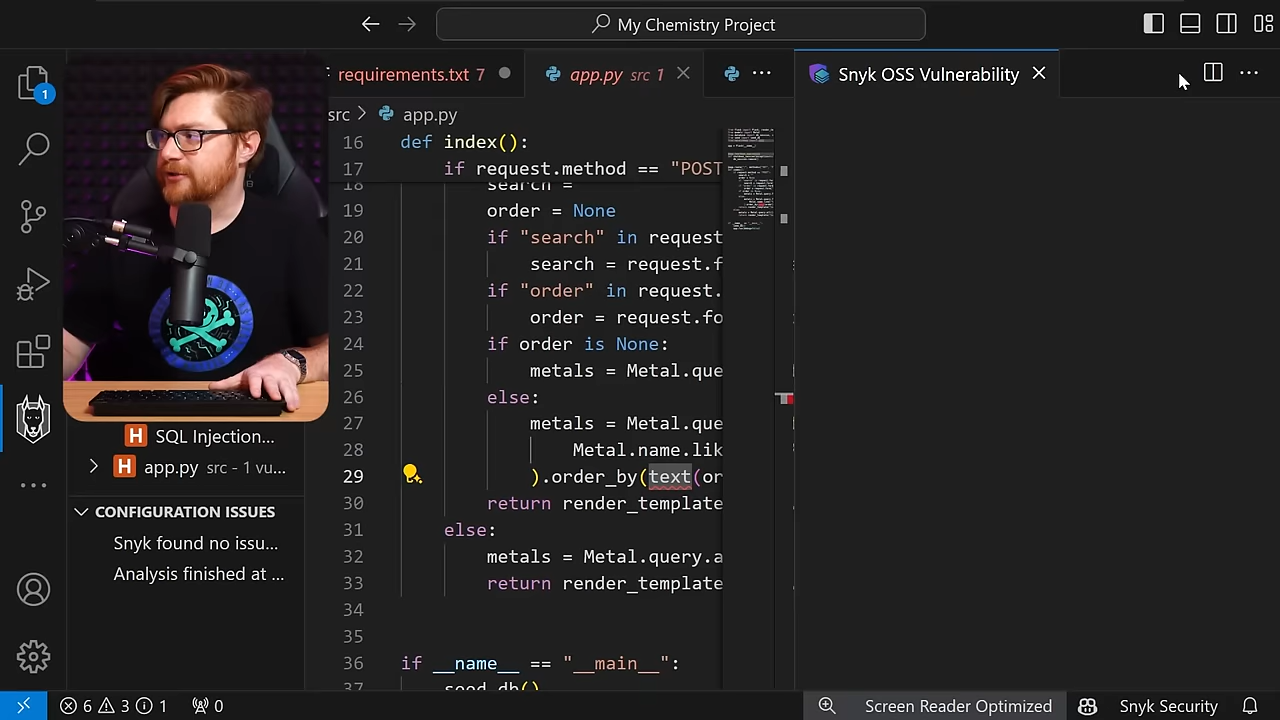 My Chemistry Project
requirements.txt 7
app.py src 1
Snyk OSS Vulnerability
src > app.py
16 def index():
17 if request.method == "POST
18 search =
19 order = None
20 if "search" in request
21 search = request.f
22 if "order" in request.
23 order = request.fo
24 if order is None:
25 metals = Metal.que
26 else:
27 metals = Metal.que
28 Metal.name.lik
29 ).order_by(text(or
30 return render_template
31 else:
32 metals = Metal.query.a
33 return render_template
34
35
36 if __name__ == "__main__":
37 seed_db()
1
H SQL Injection...
H app.py src - 1 vu...
CONFIGURATION ISSUES
Snyk found no issu...
Analysis finished at ...
6 3 1 0
Screen Reader Optimized
Snyk Security